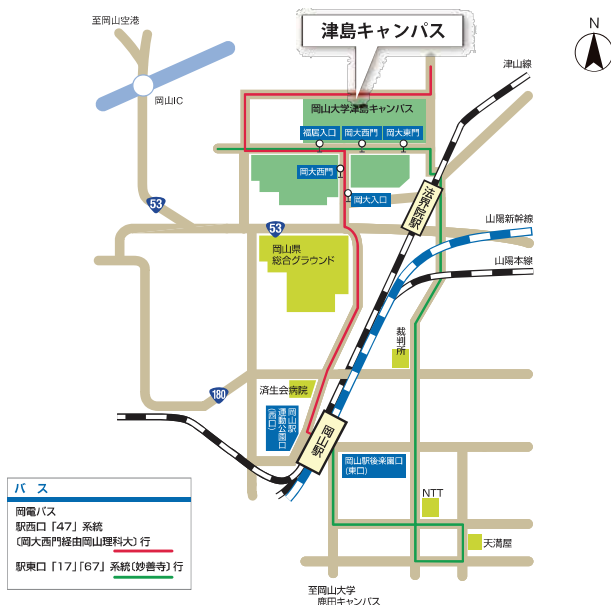 至岡山空港
津島キャンパス
N
津山線
岡山IC
岡山大学津島キャンパス
福居入口
岡大西門
岡大東門
岡大西門
岡大入口
法界院駅
53
53
山陽新幹線
岡山県
総合グラウンド
山陽本線
裁判所
180
済生会病院
岡山駅
運動公園口
(西口)
岡山駅
岡山駅後楽園口
(東口)
NTT
天満屋
バス
岡電バス
駅西口「47」系統
〔岡大西門経由岡山理科大〕行
駅東口「17」「67」系統〔妙善寺〕行
至岡山大学
鹿田キャンパス